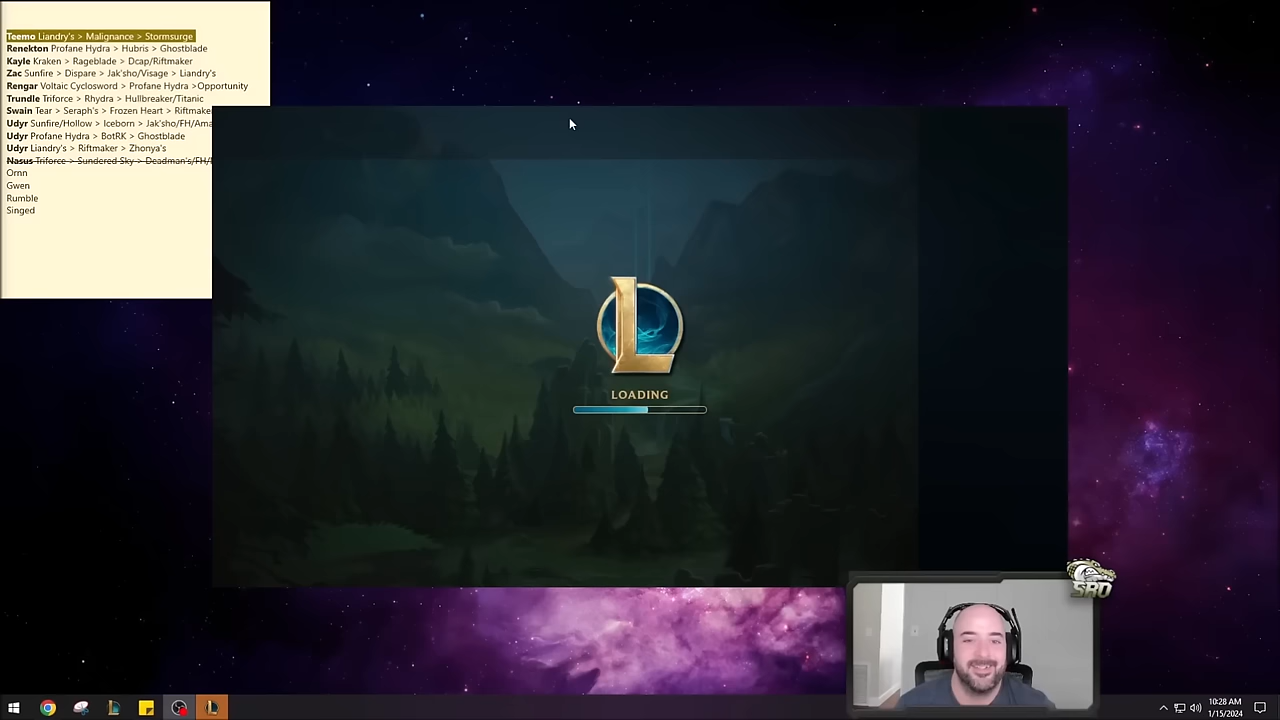 Teemo Liandry's > Malignance > Stormsurge
Renekton Profane Hydra > Hubris > Ghostblade
Kayle Kraken > Rageblade > Dcap/Riftmaker
Zac Sunfire > Dispare > Jak'sho/Visage > Liandry's
Rengar Voltaic Cyclosword > Profane Hydra >Opportunity
Trundle Triforce > Rhydra > Hullbreaker/Titanic
Swain Tear > Seraph's > Frozen Heart > Riftmake
Udyr Sunfire/Hollow > Iceborn > Jak'sho/FH/Ama
Udyr Profane Hydra > BotRK > Ghostblade
Udyr Liandry's > Riftmaker > Zhonya's
Nasus Triforce > Sundered Sky > Deadman's/FH/
Ornn
Gwen
Rumble
Singed
LOADING
SRO
10:28 AM
1/15/2024